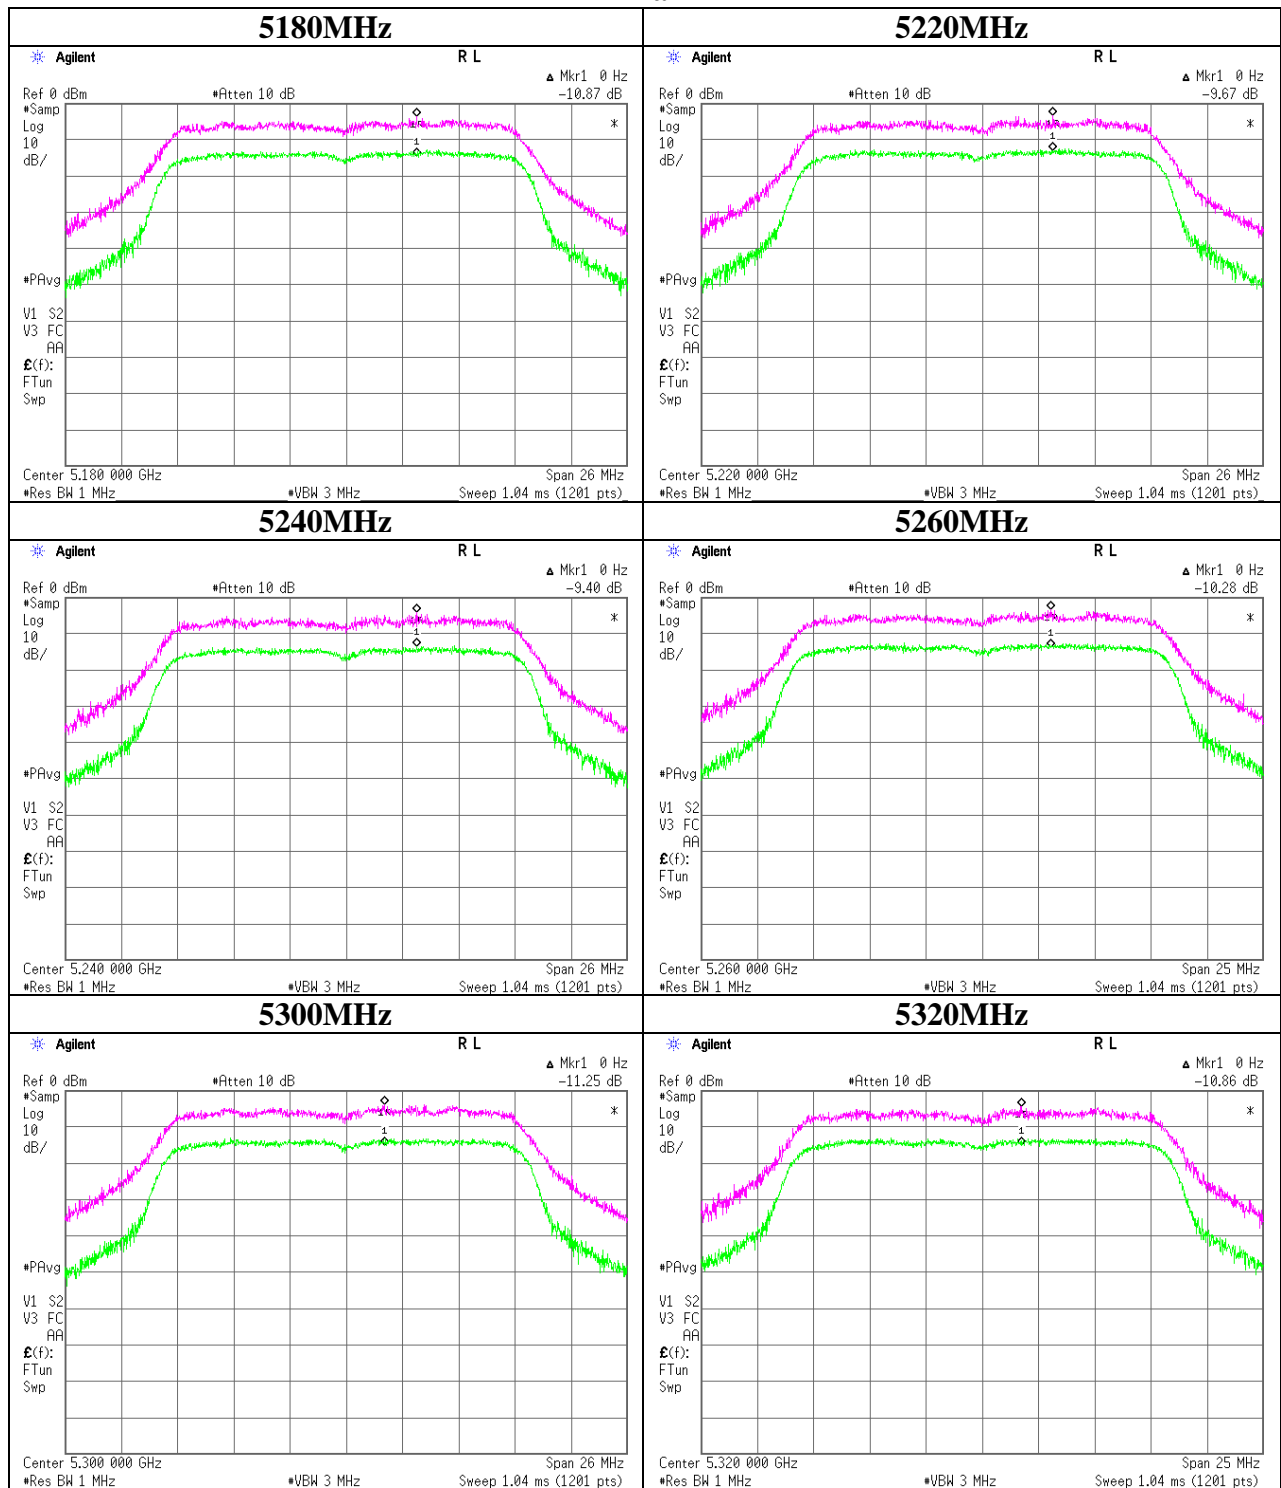 5180MHz 5220MHz
Agilent R L
Δ Mkr1 0 Hz
Ref 0 dBm #Atten 10 dB -10.87 dB
#Samp
Log
10
dB/
1R
1
*
#PAvg
V1 S2
V3 FC
AA
£(f):
FTun
Swp
Center 5.180 000 GHz Span 26 MHz
#Res BW 1 MHz #VBW 3 MHz Sweep 1.04 ms (1201 pts)
Agilent R L
Δ Mkr1 0 Hz
Ref 0 dBm #Atten 10 dB -9.67 dB
#Samp
Log
10
dB/
1R
1
*
#PAvg
V1 S2
V3 FC
AA
£(f):
FTun
Swp
Center 5.220 000 GHz Span 26 MHz
#Res BW 1 MHz #VBW 3 MHz Sweep 1.04 ms (1201 pts)
5240MHz 5260MHz
Agilent R L
Δ Mkr1 0 Hz
Ref 0 dBm #Atten 10 dB -9.40 dB
#Samp
Log
10
dB/
1
*
#PAvg
V1 S2
V3 FC
AA
£(f):
FTun
Swp
Center 5.240 000 GHz Span 26 MHz
#Res BW 1 MHz #VBW 3 MHz Sweep 1.04 ms (1201 pts)
Agilent R L
Δ Mkr1 0 Hz
Ref 0 dBm #Atten 10 dB -10.28 dB
#Samp
Log
10
dB/
1R
1
*
#PAvg
V1 S2
V3 FC
AA
£(f):
FTun
Swp
Center 5.260 000 GHz Span 25 MHz
#Res BW 1 MHz #VBW 3 MHz Sweep 1.04 ms (1201 pts)
5300MHz 5320MHz
Agilent R L
Δ Mkr1 0 Hz
Ref 0 dBm #Atten 10 dB -11.25 dB
#Samp
Log
10
dB/
1R
1
*
#PAvg
V1 S2
V3 FC
AA
£(f):
FTun
Swp
Center 5.300 000 GHz Span 26 MHz
#Res BW 1 MHz #VBW 3 MHz Sweep 1.04 ms (1201 pts)
Agilent R L
Δ Mkr1 0 Hz
Ref 0 dBm #Atten 10 dB -10.86 dB
#Samp
Log
10
dB/
1R
1
*
#PAvg
V1 S2
V3 FC
AA
£(f):
FTun
Swp
Center 5.320 000 GHz Span 25 MHz
#Res BW 1 MHz #VBW 3 MHz Sweep 1.04 ms (1201 pts)